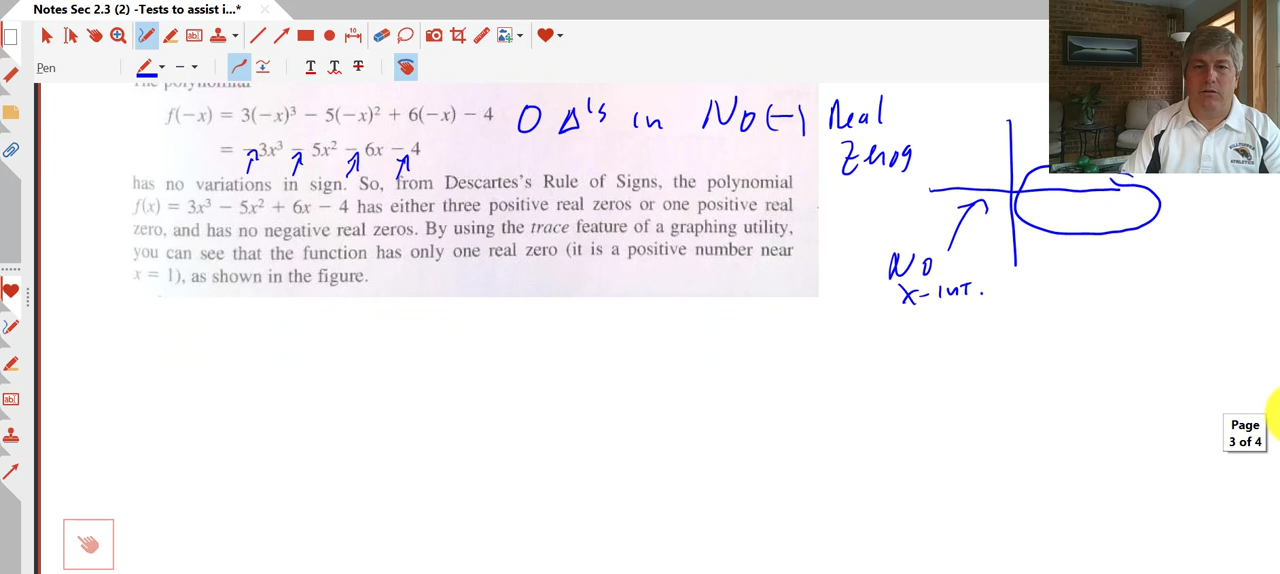 Notes Sec 2.3 (2) -Tests to assist i...*
Pen
f(−x) = 3(−x)³ − 5(−x)² + 6(−x) − 4
= −3x³ − 5x² − 6x − 4
0 Δ's in No (−) Real
Zeros
has no variations in sign. So, from Descartes's Rule of Signs, the polynomial
f(x) = 3x³ − 5x² + 6x − 4 has either three positive real zeros or one positive real
zero, and has no negative real zeros. By using the trace feature of a graphing utility,
you can see that the function has only one real zero (it is a positive number near
x = 1), as shown in the figure.
No
x-int.
Page
3 of 4